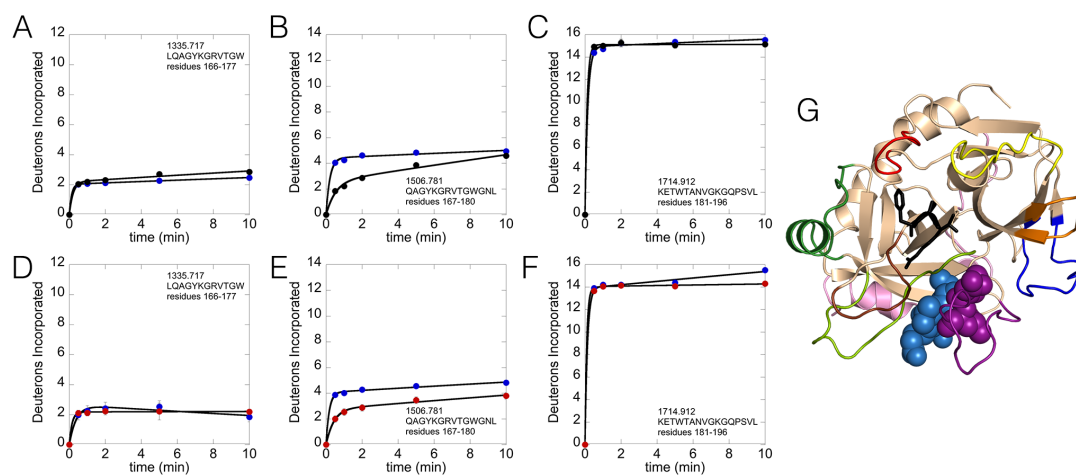 A
12
10
8
6
4
2
0
0 2 4 6 8 10
Deuterons Incorporated
time (min)
1335.717
LQAGYKGRVTGW
residues 166-177
B
14
12
10
8
6
4
2
0
0 2 4 6 8 10
Deuterons Incorporated
time (min)
1506.781
QAGYKGRVTGWGNL
residues 167-180
C
16
14
12
10
8
6
4
2
0
0 2 4 6 8 10
Deuterons Incorporated
time (min)
1714.912
KETWTANVGKGQPSVL
residues 181-196
G
D
12
10
8
6
4
2
0
0 2 4 6 8 10
Deuterons Incorporated
time (min)
1335.717
LQAGYKGRVTGW
residues 166-177
E
14
12
10
8
6
4
2
0
0 2 4 6 8 10
Deuterons Incorporated
time (min)
1506.781
QAGYKGRVTGWGNL
residues 167-180
F
16
14
12
10
8
6
4
2
0
0 2 4 6 8 10
Deuterons Incorporated
time (min)
1714.912
KETWTANVGKGQPSVL
residues 181-196